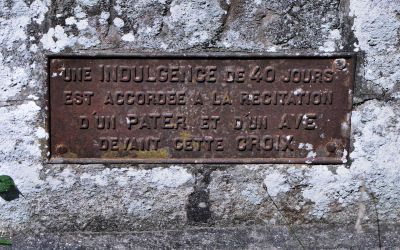 UNE INDULGENCE DE 40 JOURS
EST ACCORDÉE A LA RÉCITATION
D'UN PATER ET D'UN AVE
DEVANT CETTE CROIX.